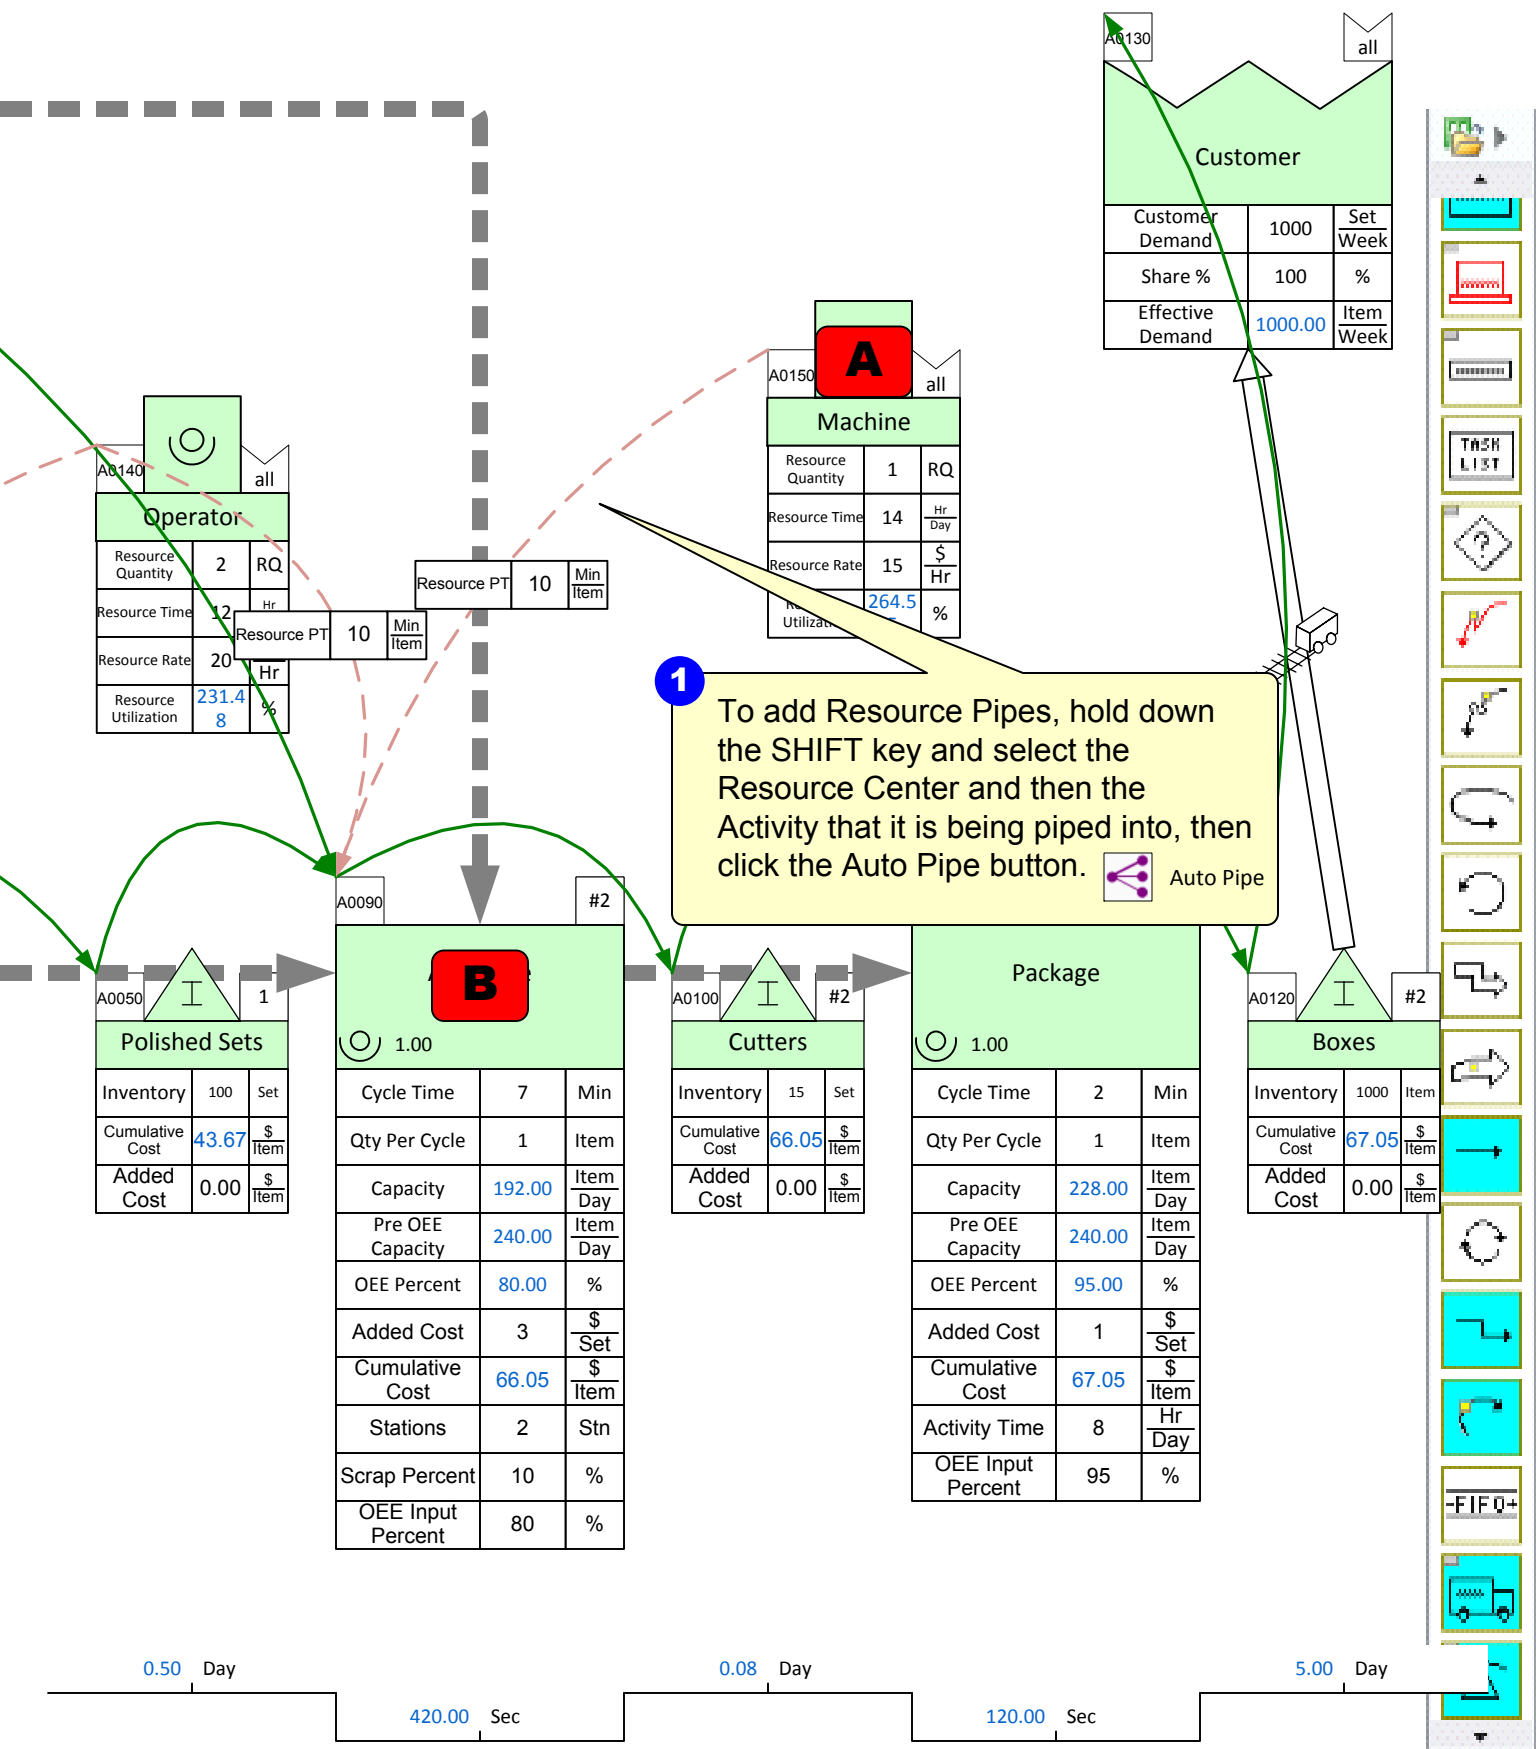 A0130
all
Customer
Customer Demand 1000 Set Week
Share % 100 %
Effective Demand 1000.00 Item Week
A0150
A
all
Machine
Resource Quantity 1 RQ
Resource Time 14 Hr Day
Resource Rate 15 $ Hr
264.5 %
A0140
all
Operator
Resource Quantity 2 RQ
Resource Time 12 Hr
Resource Rate 20 Hr
Resource Utilization 231.48 %
Resource PT 10 Min Item
Resource PT 10 Min Item
1
To add Resource Pipes, hold down
the SHIFT key and select the
Resource Center and then the
Activity that it is being piped into, then
click the Auto Pipe button.
Auto Pipe
TASK
LIST
?
A0050
I
1
Polished Sets
Inventory 100 Set
Cumulative Cost 43.67 $ Item
Added Cost 0.00 $ Item
A0090
#2
B
1.00
Cycle Time 7 Min
Qty Per Cycle 1 Item
Capacity 192.00 Item Day
Pre OEE Capacity 240.00 Item Day
OEE Percent 80.00 %
Added Cost 3 $ Set
Cumulative Cost 66.05 $ Item
Stations 2 Stn
Scrap Percent 10 %
OEE Input Percent 80 %
A0100
I
#2
Cutters
Inventory 15 Set
Cumulative Cost 66.05 $ Item
Added Cost 0.00 $ Item
Package
1.00
Cycle Time 2 Min
Qty Per Cycle 1 Item
Capacity 228.00 Item Day
Pre OEE Capacity 240.00 Item Day
OEE Percent 95.00 %
Added Cost 1 $ Set
Cumulative Cost 67.05 $ Item
Activity Time 8 Hr Day
OEE Input Percent 95 %
A0120
I
#2
Boxes
Inventory 1000 Item
Cumulative Cost 67.05 $ Item
Added Cost 0.00 $ Item
-FIFO→
0.50 Day
420.00 Sec
0.08 Day
120.00 Sec
5.00 Day